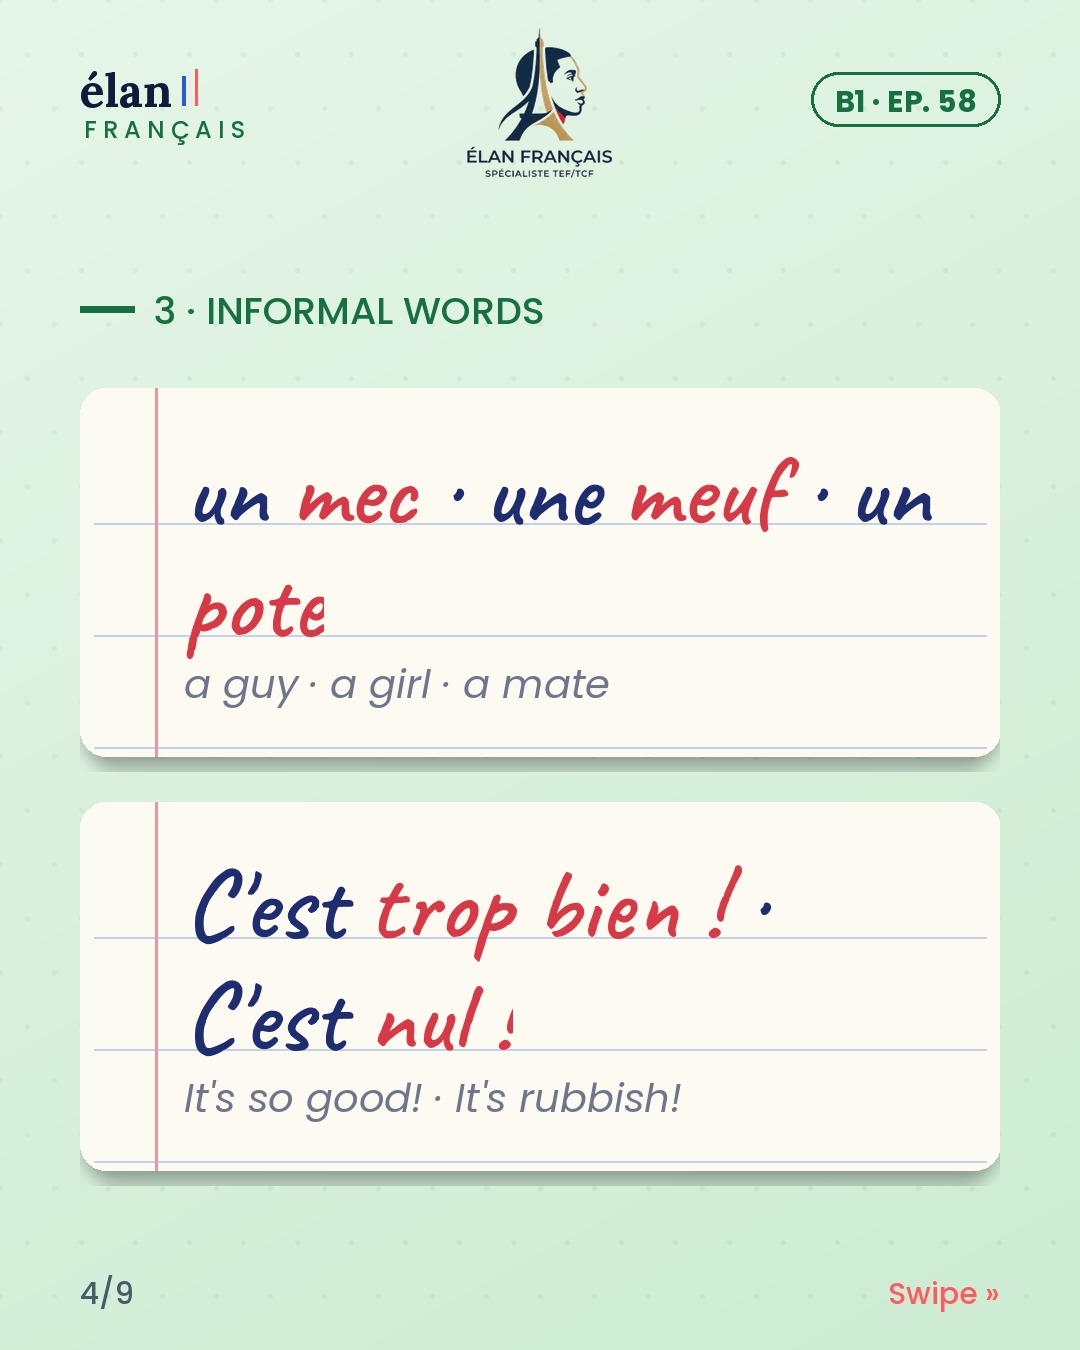 élan
FRANÇAIS
ÉLAN FRANÇAIS
SPÉCIALISTE TEF/TCF
B1 · EP. 58
3 · INFORMAL WORDS
un mec · une meuf · un
pote
a guy · a girl · a mate
C'est trop bien ! ·
C'est nul !
It's so good! · It's rubbish!
4/9
Swipe »